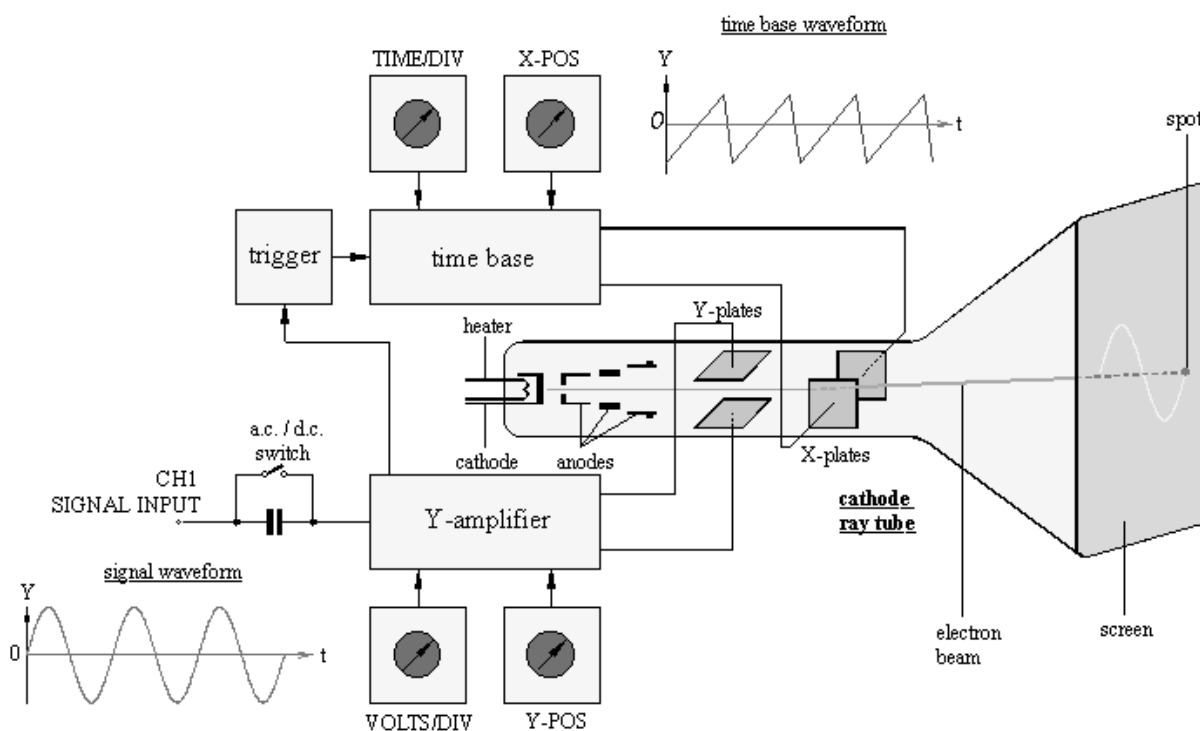 time base waveform
TIME/DIV
X-POS
Y
0
t
spot
trigger
time base
Y-plates
heater
a.c. / d.c.
switch
cathode
anodes
X-plates
CH1
SIGNAL INPUT
Y-amplifier
cathode
ray tube
signal waveform
Y
0
t
electron
beam
screen
VOLTS/DIV
Y-POS